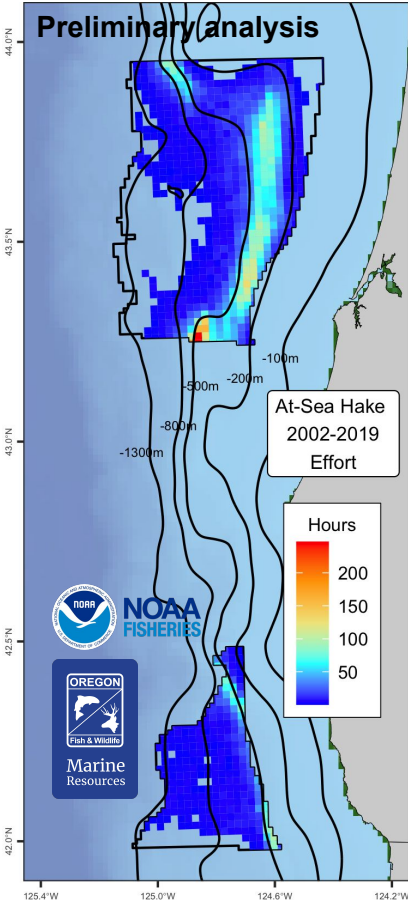 Preliminary analysis
44.0°N
43.5°N
-100m
-200m
-500m
-800m
-1300m
43.0°N
At-Sea Hake
2002-2019
Effort
Hours
200
150
100
50
NOAA
NOAA
FISHERIES
42.5°N
OREGON
Fish & Wildlife
Marine
Resources
42.0°N
125.4°W
125.0°W
124.6°W
124.2°W